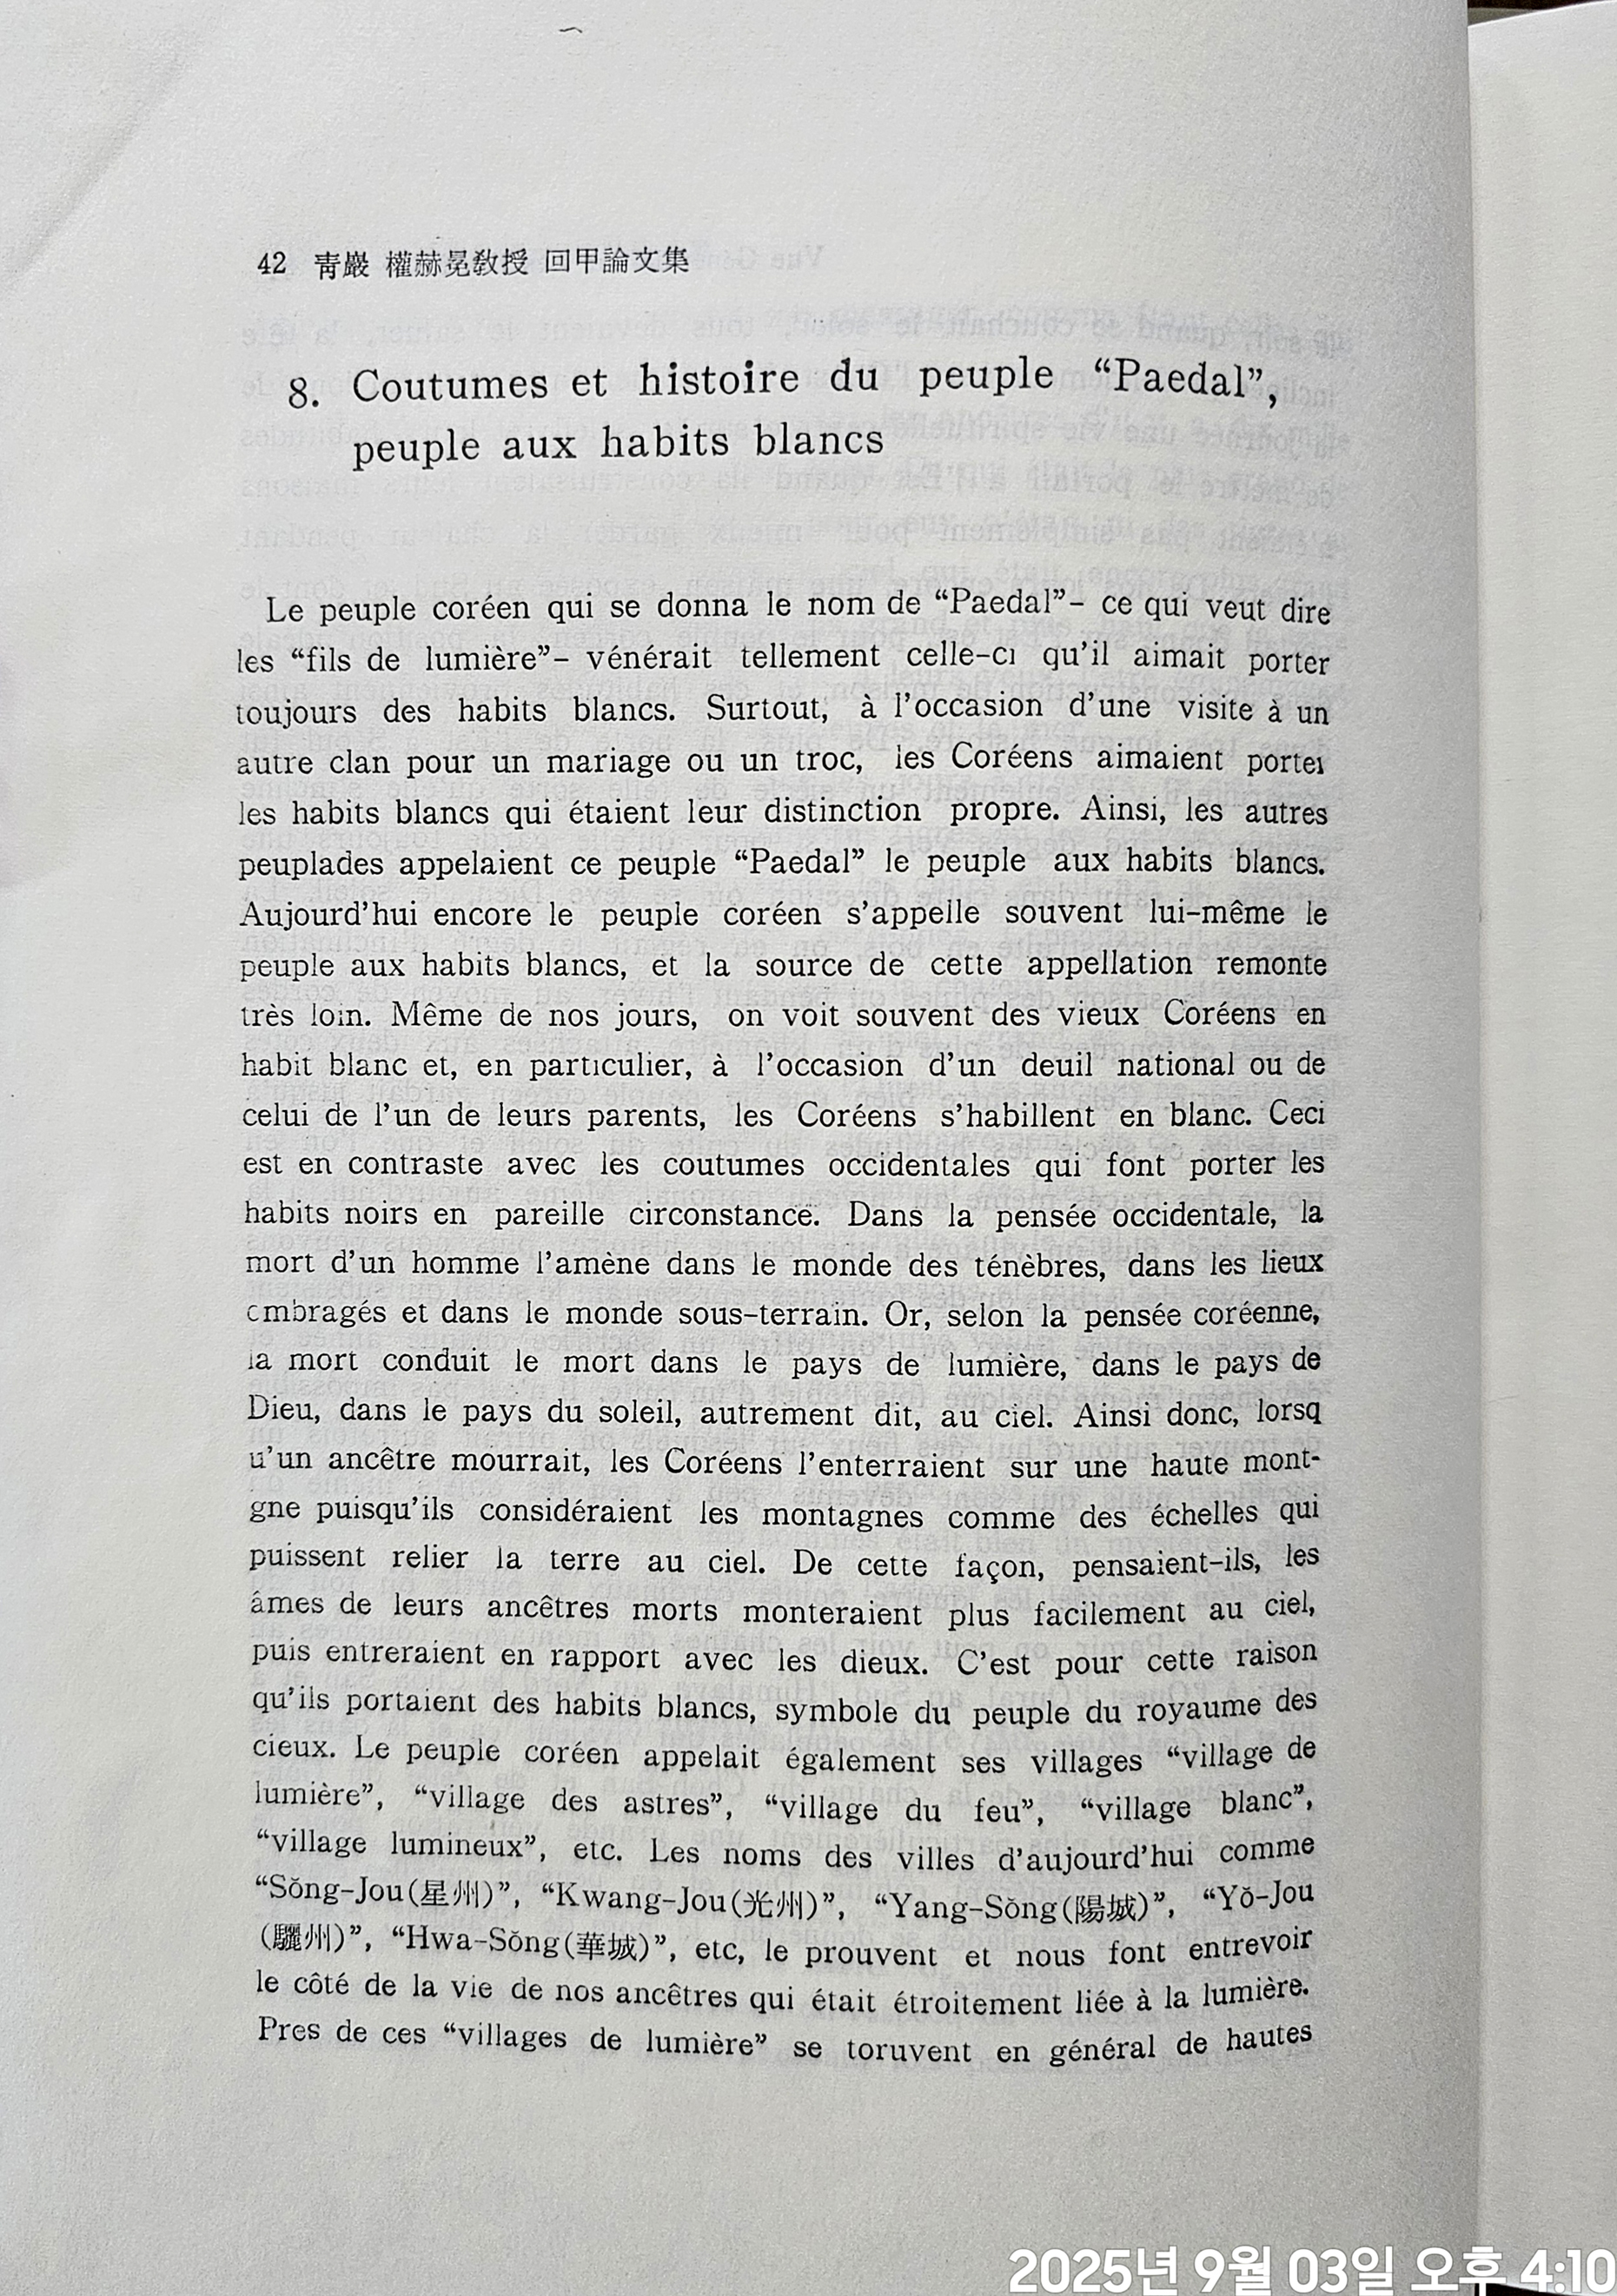 42 靑巖 權赫冕敎授 回甲論文集
8. Coutumes et histoire du peuple “Paedal”,
peuple aux habits blancs
Le peuple coréen qui se donna le nom de “Paedal”– ce qui veut dire
les “fils de lumière”– vénérait tellement celle-ci qu’il aimait porter
toujours des habits blancs. Surtout, à l’occasion d’une visite à un
autre clan pour un mariage ou un troc, les Coréens aimaient porter
les habits blancs qui étaient leur distinction propre. Ainsi, les autres
peuplades appelaient ce peuple “Paedal” le peuple aux habits blancs.
Aujourd’hui encore le peuple coréen s’appelle souvent lui-même le
peuple aux habits blancs, et la source de cette appellation remonte
très loin. Même de nos jours, on voit souvent des vieux Coréens en
habit blanc et, en particulier, à l’occasion d’un deuil national ou de
celui de l’un de leurs parents, les Coréens s’habillent en blanc. Ceci
est en contraste avec les coutumes occidentales qui font porter les
habits noirs en pareille circonstance. Dans la pensée occidentale, la
mort d’un homme l’amène dans le monde des ténèbres, dans les lieux
ombragés et dans le monde sous-terrain. Or, selon la pensée coréenne,
la mort conduit le mort dans le pays de lumière, dans le pays de
Dieu, dans le pays du soleil, autrement dit, au ciel. Ainsi donc, lorsq
u’un ancêtre mourrait, les Coréens l’enterraient sur une haute mont-
gne puisqu’ils considéraient les montagnes comme des échelles qui
puissent relier la terre au ciel. De cette façon, pensaient-ils, les
âmes de leurs ancêtres morts monteraient plus facilement au ciel,
puis entreraient en rapport avec les dieux. C’est pour cette raison
qu’ils portaient des habits blancs, symbole du peuple du royaume des
cieux. Le peuple coréen appelait également ses villages “village de
lumière”, “village des astres”, “village du feu”, “village blanc”,
“village lumineux”, etc. Les noms des villes d’aujourd’hui comme
“Sŏng-Jou(星州)”, “Kwang-Jou(光州)”, “Yang-Sŏng(陽城)”, “Yŏ-Jou
(驪州)”, “Hwa-Sŏng(華城)”, etc, le prouvent et nous font entrevoir
le côté de la vie de nos ancêtres qui était étroitement liée à la lumière.
Pres de ces “villages de lumière” se toruvent en général de hautes
2025년 9월 03일 오후 4:10